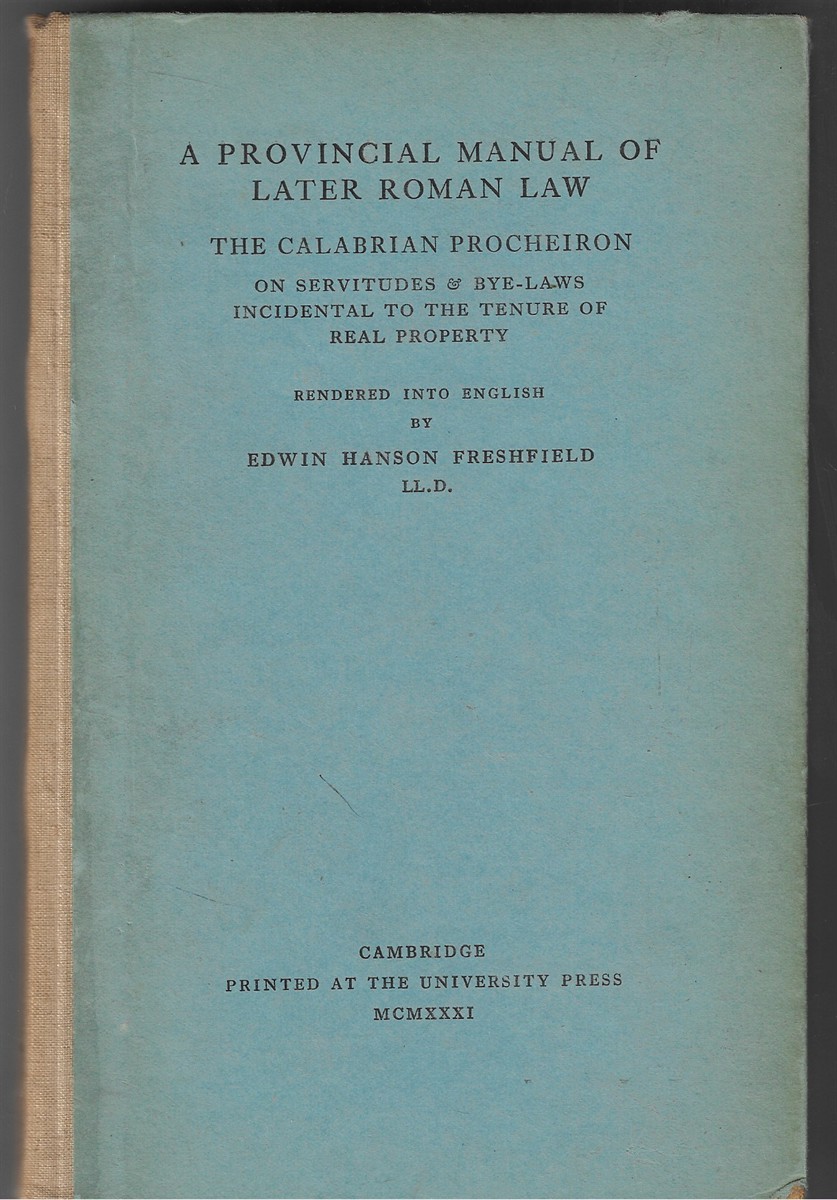 A PROVINCIAL MANUAL OF
LATER ROMAN LAW
THE CALABRIAN PROCHEIRON
ON SERVITUDES & BYE-LAWS
INCIDENTAL TO THE TENURE OF
REAL PROPERTY
RENDERED INTO ENGLISH
BY
EDWIN HANSON FRESHFIELD
LL.D.
CAMBRIDGE
PRINTED AT THE UNIVERSITY PRESS
MCMXXXI